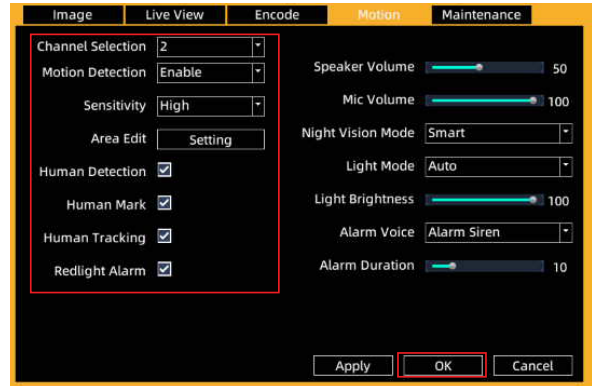 Image Live View Encode Motion Maintenance
Channel Selection 2
Motion Detection Enable
Sensitivity High
Area Edit Setting
Human Detection
Human Mark
Human Tracking
Redlight Alarm
Speaker Volume 50
Mic Volume 100
Night Vision Mode Smart
Light Mode Auto
Light Brightness 100
Alarm Voice Alarm Siren
Alarm Duration 10
Apply OK Cancel